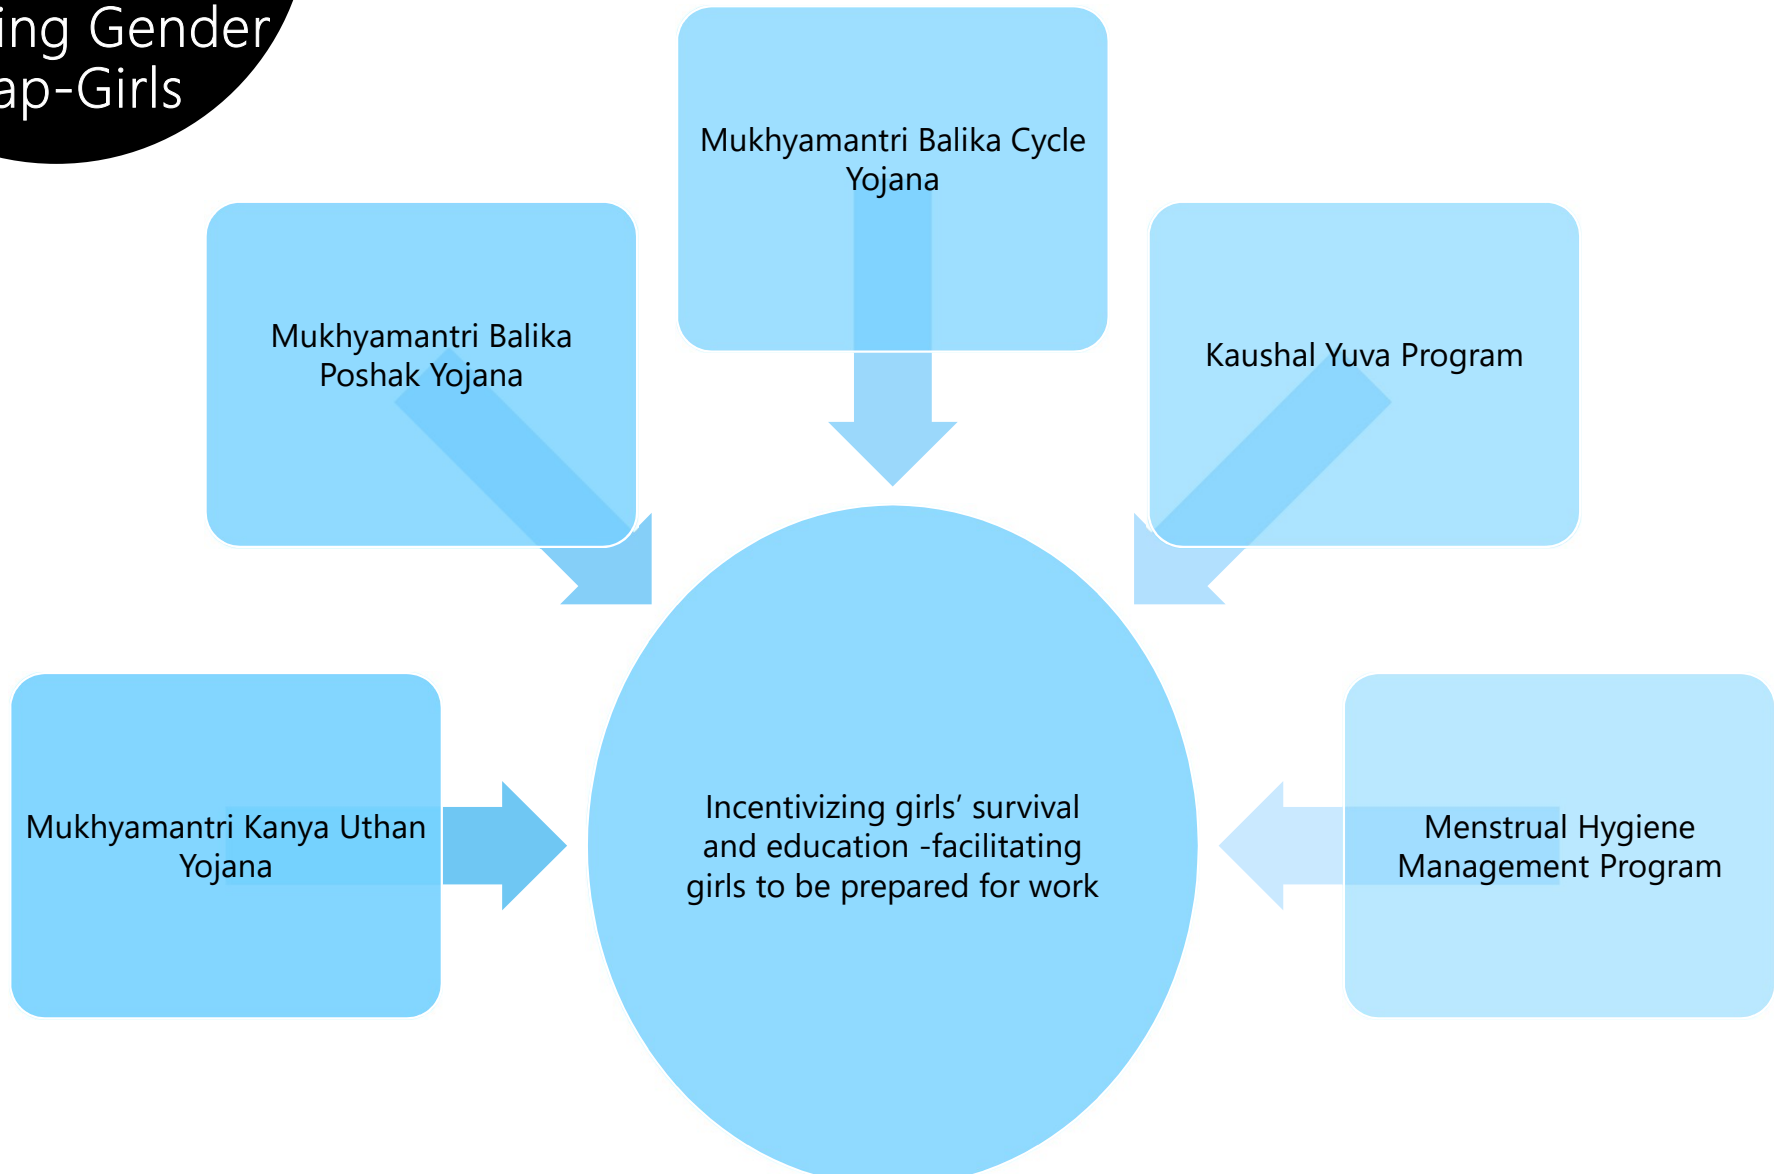 ing Gender
ap-Girls
Mukhyamantri Balika Cycle
Yojana
Mukhyamantri Balika
Poshak Yojana
Kaushal Yuva Program
Mukhyamantri Kanya Uthan
Yojana
Incentivizing girls’ survival
and education -facilitating
girls to be prepared for work
Menstrual Hygiene
Management Program